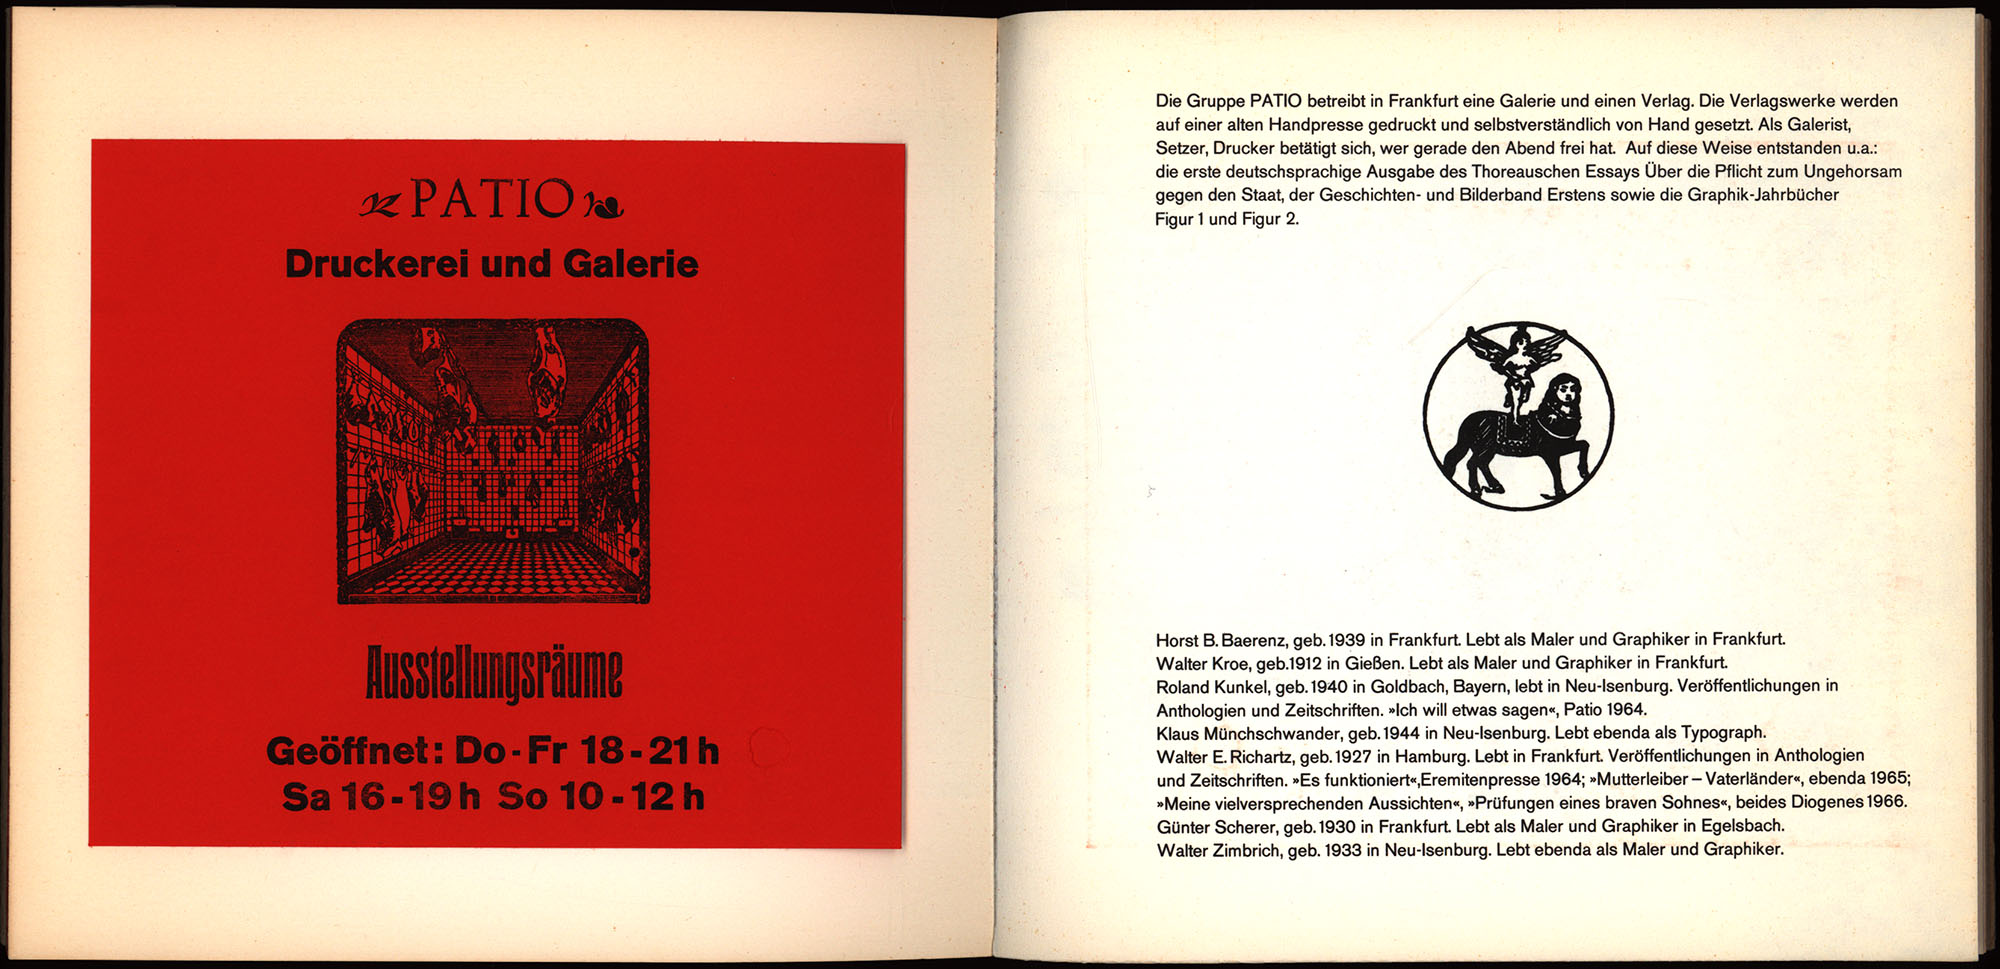 PATIO
Druckerei und Galerie
Ausstellungsräume
Geöffnet: Do - Fr 18 - 21 h
Sa 16 - 19 h So 10 - 12 h
Die Gruppe PATIO betreibt in Frankfurt eine Galerie und einen Verlag. Die Verlagswerke werden
auf einer alten Handpresse gedruckt und selbstverständlich von Hand gesetzt. Als Galerist,
Setzer, Drucker betätigt sich, wer gerade den Abend frei hat. Auf diese Weise entstanden u.a.:
die erste deutschsprachige Ausgabe des Thoreauschen Essays Über die Pflicht zum Ungehorsam
gegen den Staat, der Geschichten- und Bilderband Erstens sowie die Graphik-Jahrbücher
Figur 1 und Figur 2.
Horst B. Baerenz, geb. 1939 in Frankfurt. Lebt als Maler und Graphiker in Frankfurt.
Walter Kroe, geb. 1912 in Gießen. Lebt als Maler und Graphiker in Frankfurt.
Roland Kunkel, geb. 1940 in Goldbach, Bayern, lebt in Neu-Isenburg. Veröffentlichungen in
Anthologien und Zeitschriften. »Ich will etwas sagen«, Patio 1964.
Klaus Münchschwander, geb. 1944 in Neu-Isenburg. Lebt ebenda als Typograph.
Walter E. Richartz, geb. 1927 in Hamburg. Lebt in Frankfurt. Veröffentlichungen in Anthologien
und Zeitschriften. »Es funktioniert«,Eremitenpresse 1964; »Mutterleiber – Vaterländer«, ebenda 1965;
»Meine vielversprechenden Aussichten«, »Prüfungen eines braven Sohnes«, beides Diogenes 1966.
Günter Scherer, geb. 1930 in Frankfurt. Lebt als Maler und Graphiker in Egelsbach.
Walter Zimbrich, geb. 1933 in Neu-Isenburg. Lebt ebenda als Maler und Graphiker.